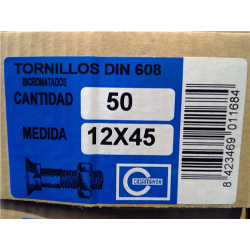 TORNILLOS DIN 608
BICROMATADOS
CANTIDAD 50
MEDIDA 12X45
8 423469 011684